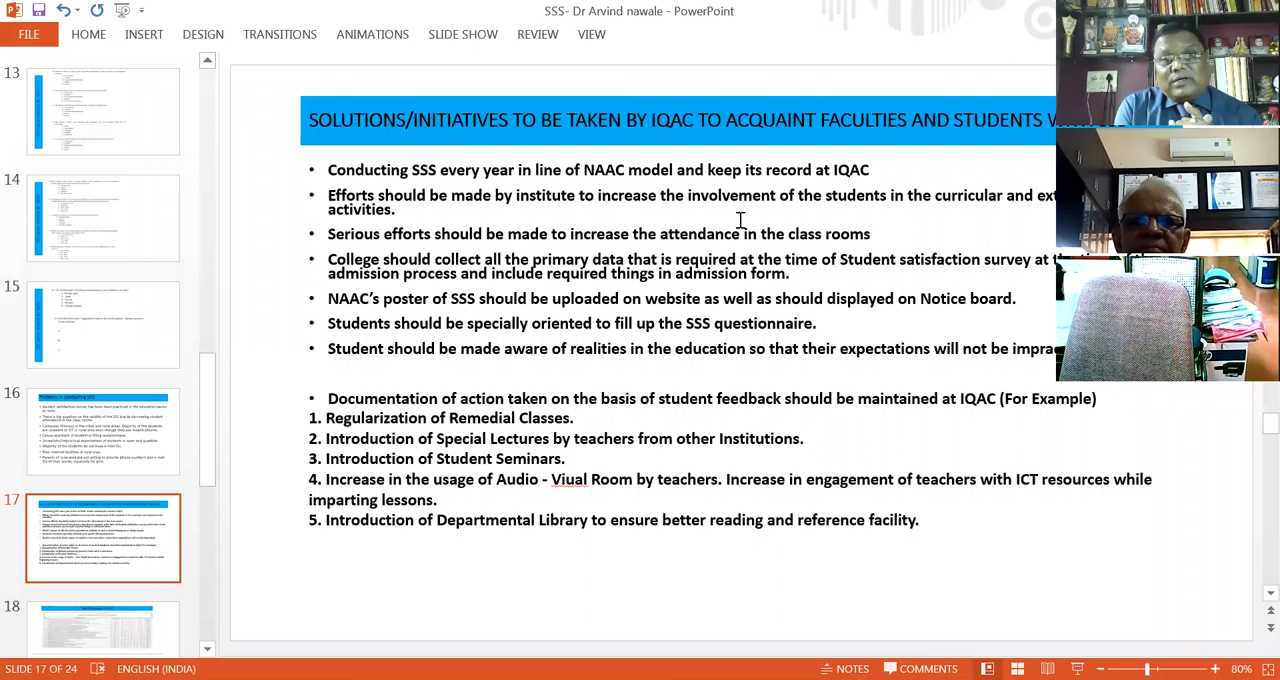 SSS- Dr Arvind nawale - PowerPoint
FILE HOME INSERT DESIGN TRANSITIONS ANIMATIONS SLIDE SHOW REVIEW VIEW
13
14
15
16
Problems in conducting SSS
17
18
SOLUTIONS/INITIATIVES TO BE TAKEN BY IQAC TO ACQUAINT FACULTIES AND STUDENTS
• Conducting SSS every year in line of NAAC model and keep its record at IQAC
• Efforts should be made by institute to increase the involvement of the students in the curricular and
activities.
• Serious efforts should be made to increase the attendance in the class rooms
• College should collect all the primary data that is required at the time of Student satisfaction survey at
admission process and include required things in admission form.
• NAAC's poster of SSS should be uploaded on website as well as should displayed on Notice board.
• Students should be specially oriented to fill up the SSS questionnaire.
• Student should be made aware of realities in the education so that their expectations will not be
• Documentation of action taken on the basis of student feedback should be maintained at IQAC (For Example)
1. Regularization of Remedial Classes.
2. Introduction of Special Lectures by teachers from other Institutions.
3. Introduction of Student Seminars.
4. Increase in the usage of Audio - Viual Room by teachers. Increase in engagement of teachers with ICT resources while
imparting lessons.
5. Introduction of Departmental Library to ensure better reading and reference facility.
SLIDE 17 OF 24 ENGLISH (INDIA) NOTES COMMENTS 80%